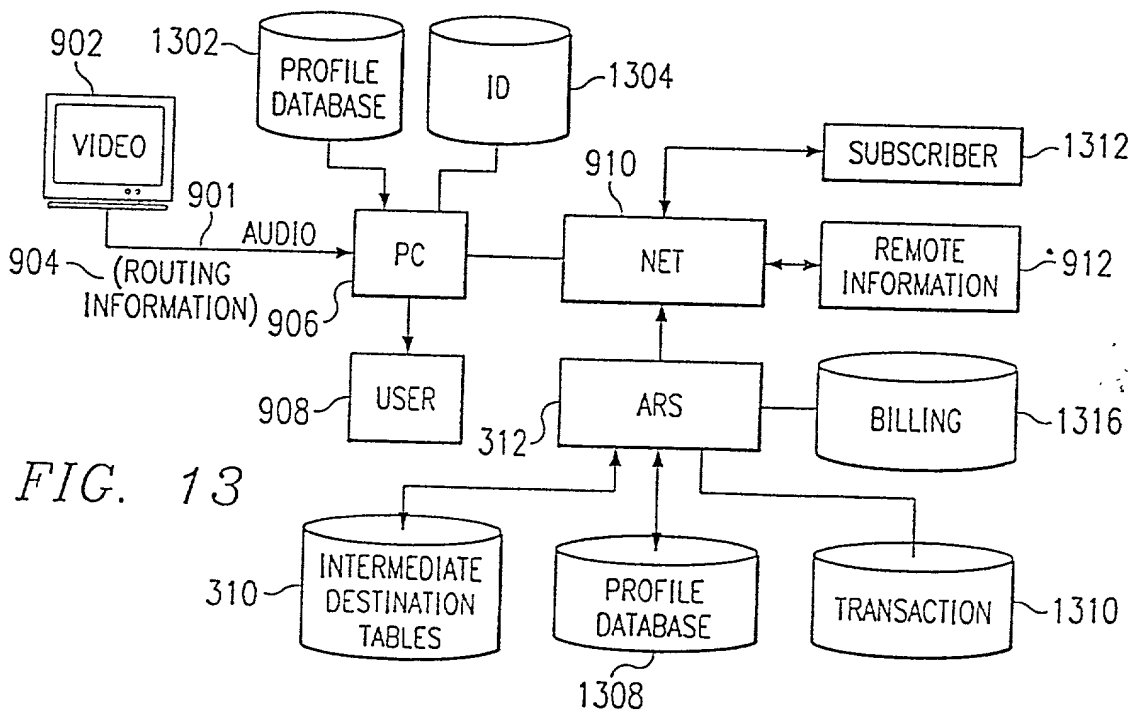 1302
902
PROFILE
DATABASE
ID
1304
VIDEO
910
SUBSCRIBER
1312
901
AUDIO
PC
NET
REMOTE
INFORMATION
912
904
(ROUTING
INFORMATION)
906
USER
908
ARS
312
BILLING
1316
FIG. 13
INTERMEDIATE
DESTINATION
TABLES
310
PROFILE
DATABASE
1308
TRANSACTION
1310